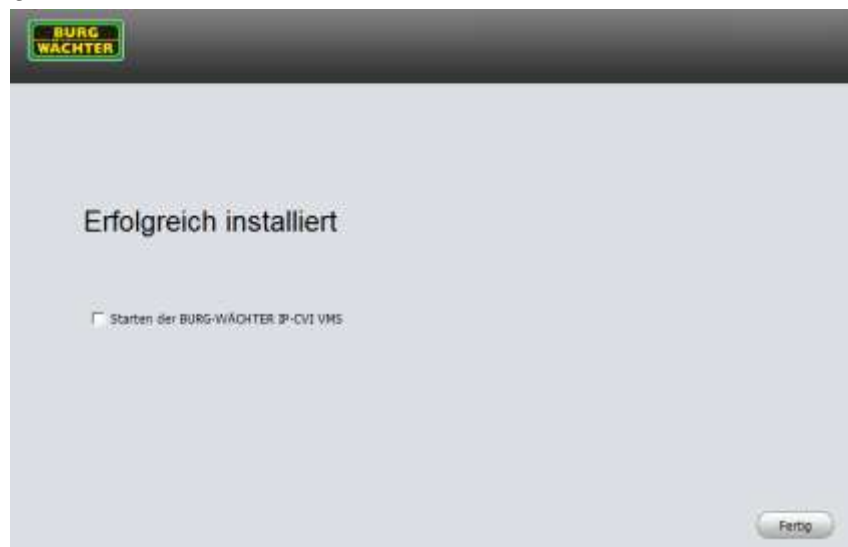 BURG
WÄCHTER
Erfolgreich installiert
Starten der BURG-WÄCHTER IP-CVI VMS
Fertig